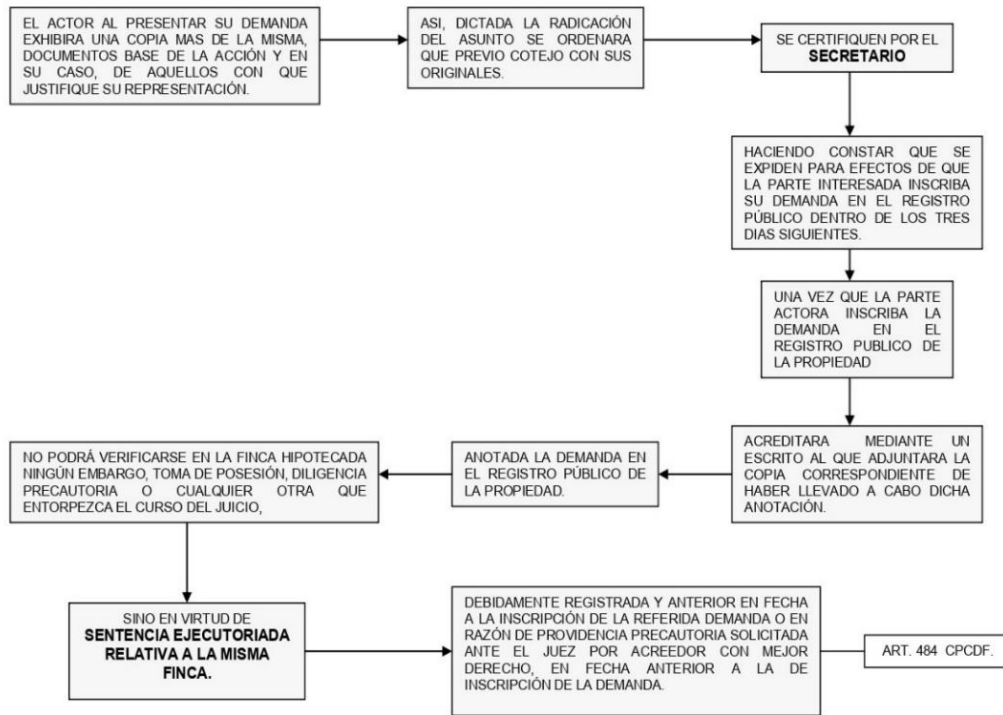 EL ACTOR AL PRESENTAR SU DEMANDA
EXHIBIRA UNA COPIA MAS DE LA MISMA,
DOCUMENTOS BASE DE LA ACCIÓN Y EN
SU CASO, DE AQUELLOS CON QUE
JUSTIFIQUE SU REPRESENTACIÓN.
ASI, DICTADA LA RADICACIÓN
DEL ASUNTO SE ORDENARA
QUE PREVIO COTEJO CON SUS
ORIGINALES.
SE CERTIFIQUEN POR EL
SECRETARIO
HACIENDO CONSTAR QUE SE
EXPIDEN PARA EFECTOS DE QUE
LA PARTE INTERESADA INSCRIBA
SU DEMANDA EN EL REGISTRO
PÚBLICO DENTRO DE LOS TRES
DIAS SIGUIENTES.
UNA VEZ QUE LA PARTE
ACTORA INSCRIBA LA
DEMANDA EN EL
REGISTRO PUBLICO DE
LA PROPIEDAD
ACREDITARA MEDIANTE UN
ESCRITO AL QUE ADJUNTARA LA
COPIA CORRESPONDIENTE DE
HABER LLEVADO A CABO DICHA
ANOTACIÓN.
ANOTADA LA DEMANDA EN
EL REGISTRO PÚBLICO DE
LA PROPIEDAD.
NO PODRÁ VERIFICARSE EN LA FINCA HIPOTECADA
NINGÚN EMBARGO, TOMA DE POSESIÓN, DILIGENCIA
PRECAUTORIA O CUALQUIER OTRA QUE
ENTORPEZCA EL CURSO DEL JUICIO,
SINO EN VIRTUD DE
SENTENCIA EJECUTORIADA
RELATIVA A LA MISMA
FINCA.
DEBIDAMENTE REGISTRADA Y ANTERIOR EN FECHA
A LA INSCRIPCIÓN DE LA REFERIDA DEMANDA O EN
RAZÓN DE PROVIDENCIA PRECAUTORIA SOLICITADA
ANTE EL JUEZ POR ACREEDOR CON MEJOR
DERECHO, EN FECHA ANTERIOR A LA DE
INSCRIPCIÓN DE LA DEMANDA.
ART. 484 CPCDF.